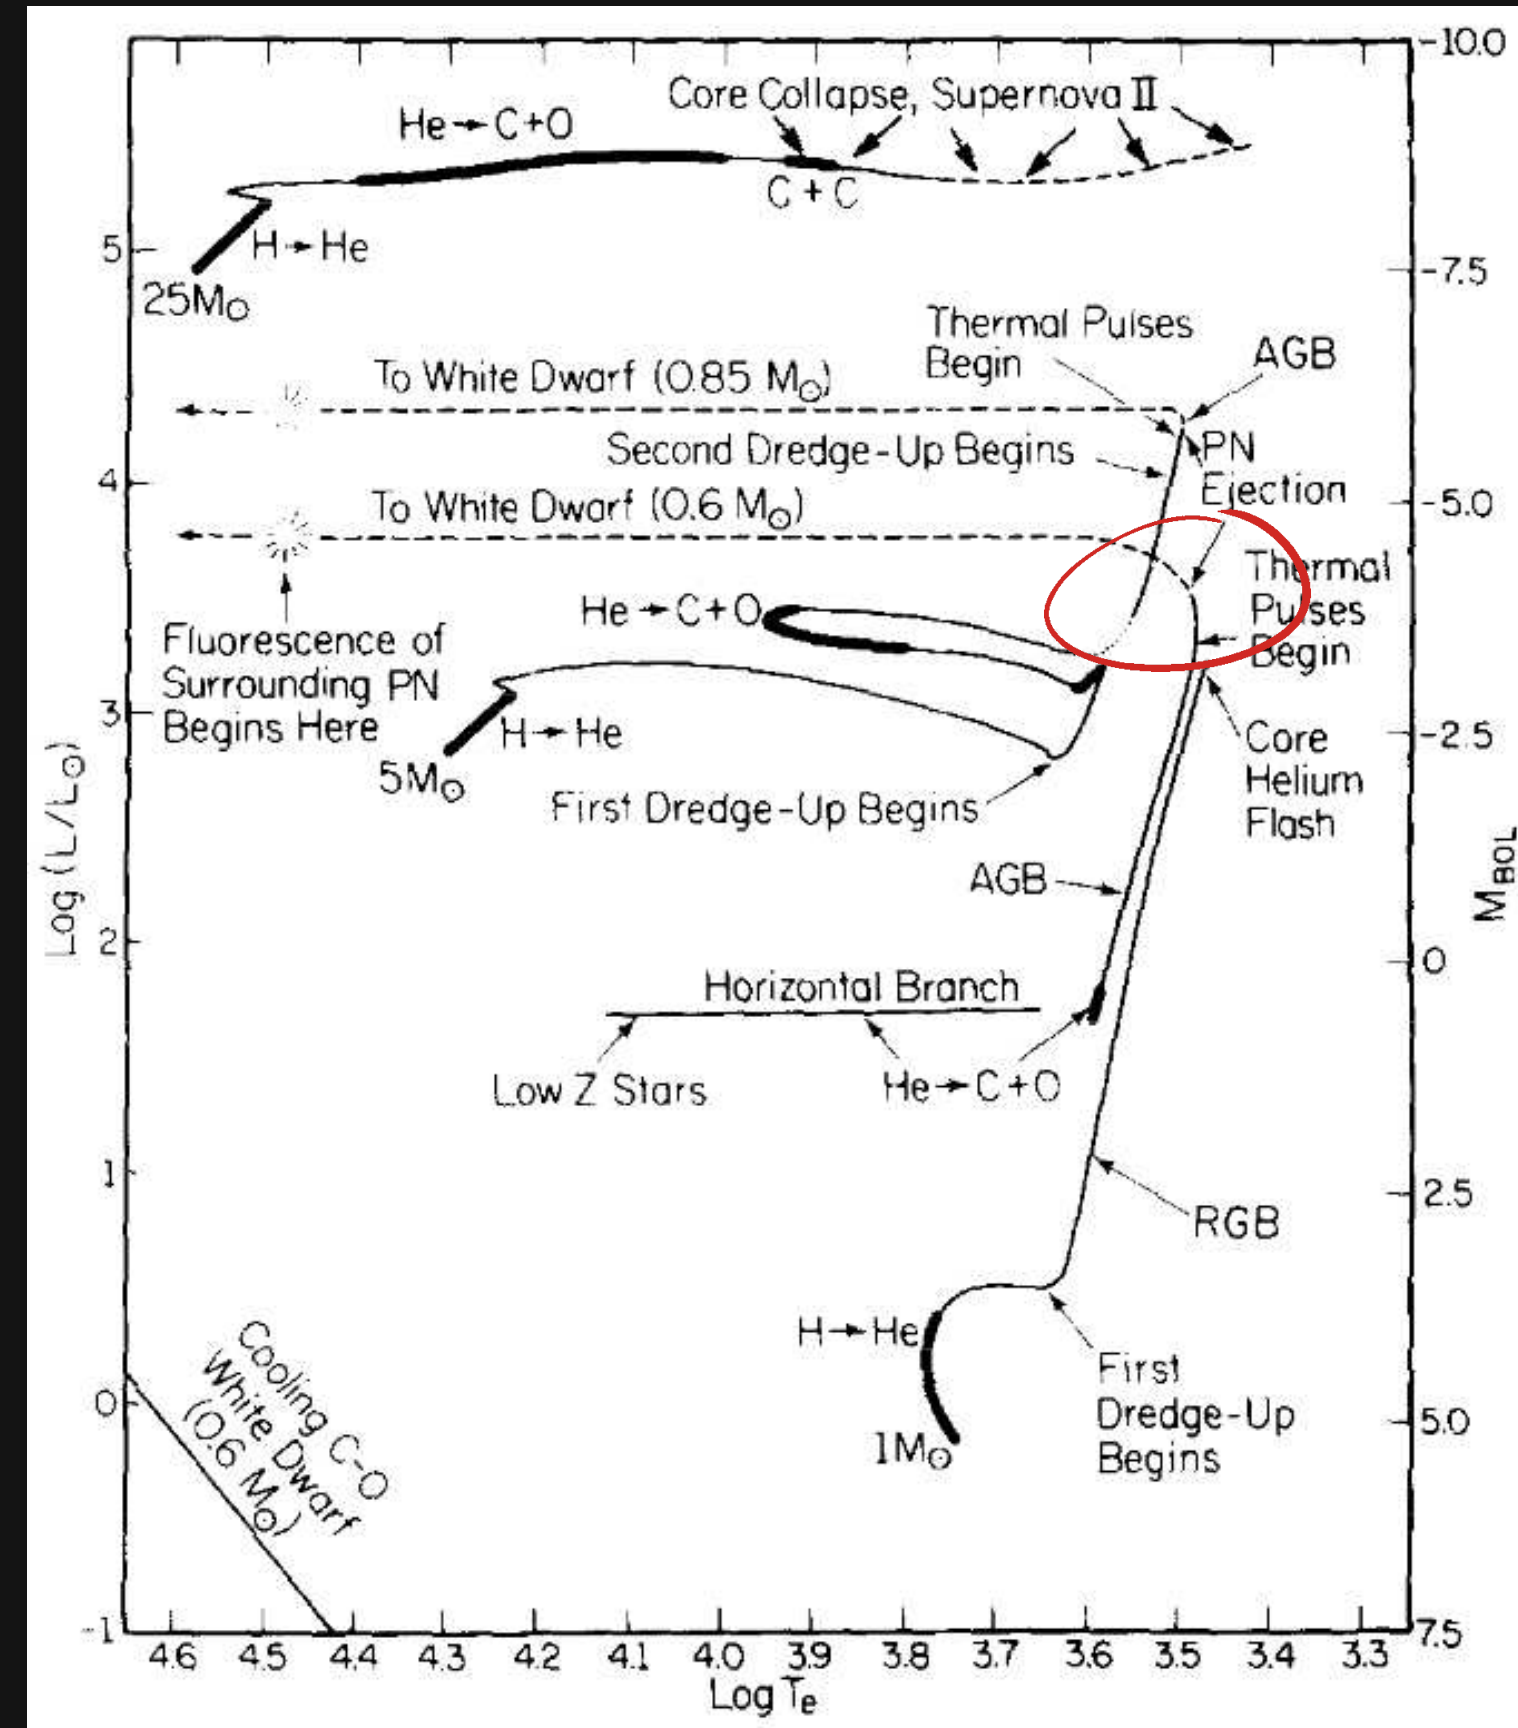 -10.0
Core Collapse, Supernova II
He→C+O
C + C
H→He
5
-7.5
25M⊙
Thermal Pulses
Begin
AGB
To White Dwarf (0.85 M⊙)
Second Dredge-Up Begins
PN
Ejection
4
To White Dwarf (0.6 M⊙)
-5.0
Thermal
Pulses
Begin
He→C+O
Fluorescence of
Surrounding PN
Begins Here
3
H→He
-2.5
5M⊙
First Dredge-Up Begins
Core
Helium
Flash
Log (L/L⊙)
MBOL
AGB
2
0
Horizontal Branch
Low Z Stars
He→C+O
1
2.5
RGB
H→He
First
Dredge-Up
Begins
1M⊙
0
5.0
Cooling C-O
White Dwarf
(0.6 M⊙)
-1
7.5
4.6 4.5 4.4 4.3 4.2 4.1 4.0 3.9 3.8 3.7 3.6 3.5 3.4 3.3
Log Te